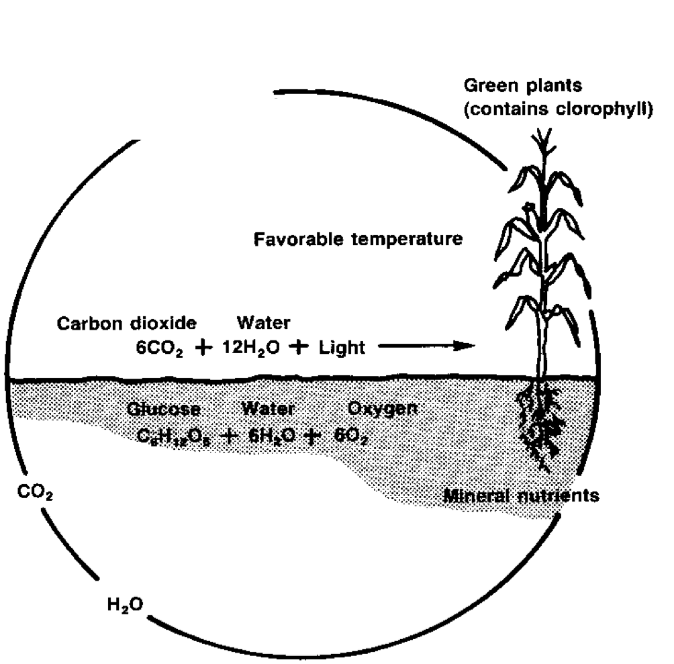 Green plants
(contains clorophyll)
Favorable temperature
Carbon dioxide Water
6CO₂ + 12H₂O + Light
Glucose Water Oxygen
C₆H₁₂O₆ + 6H₂O + 6O₂
Mineral nutrients
CO₂
H₂O